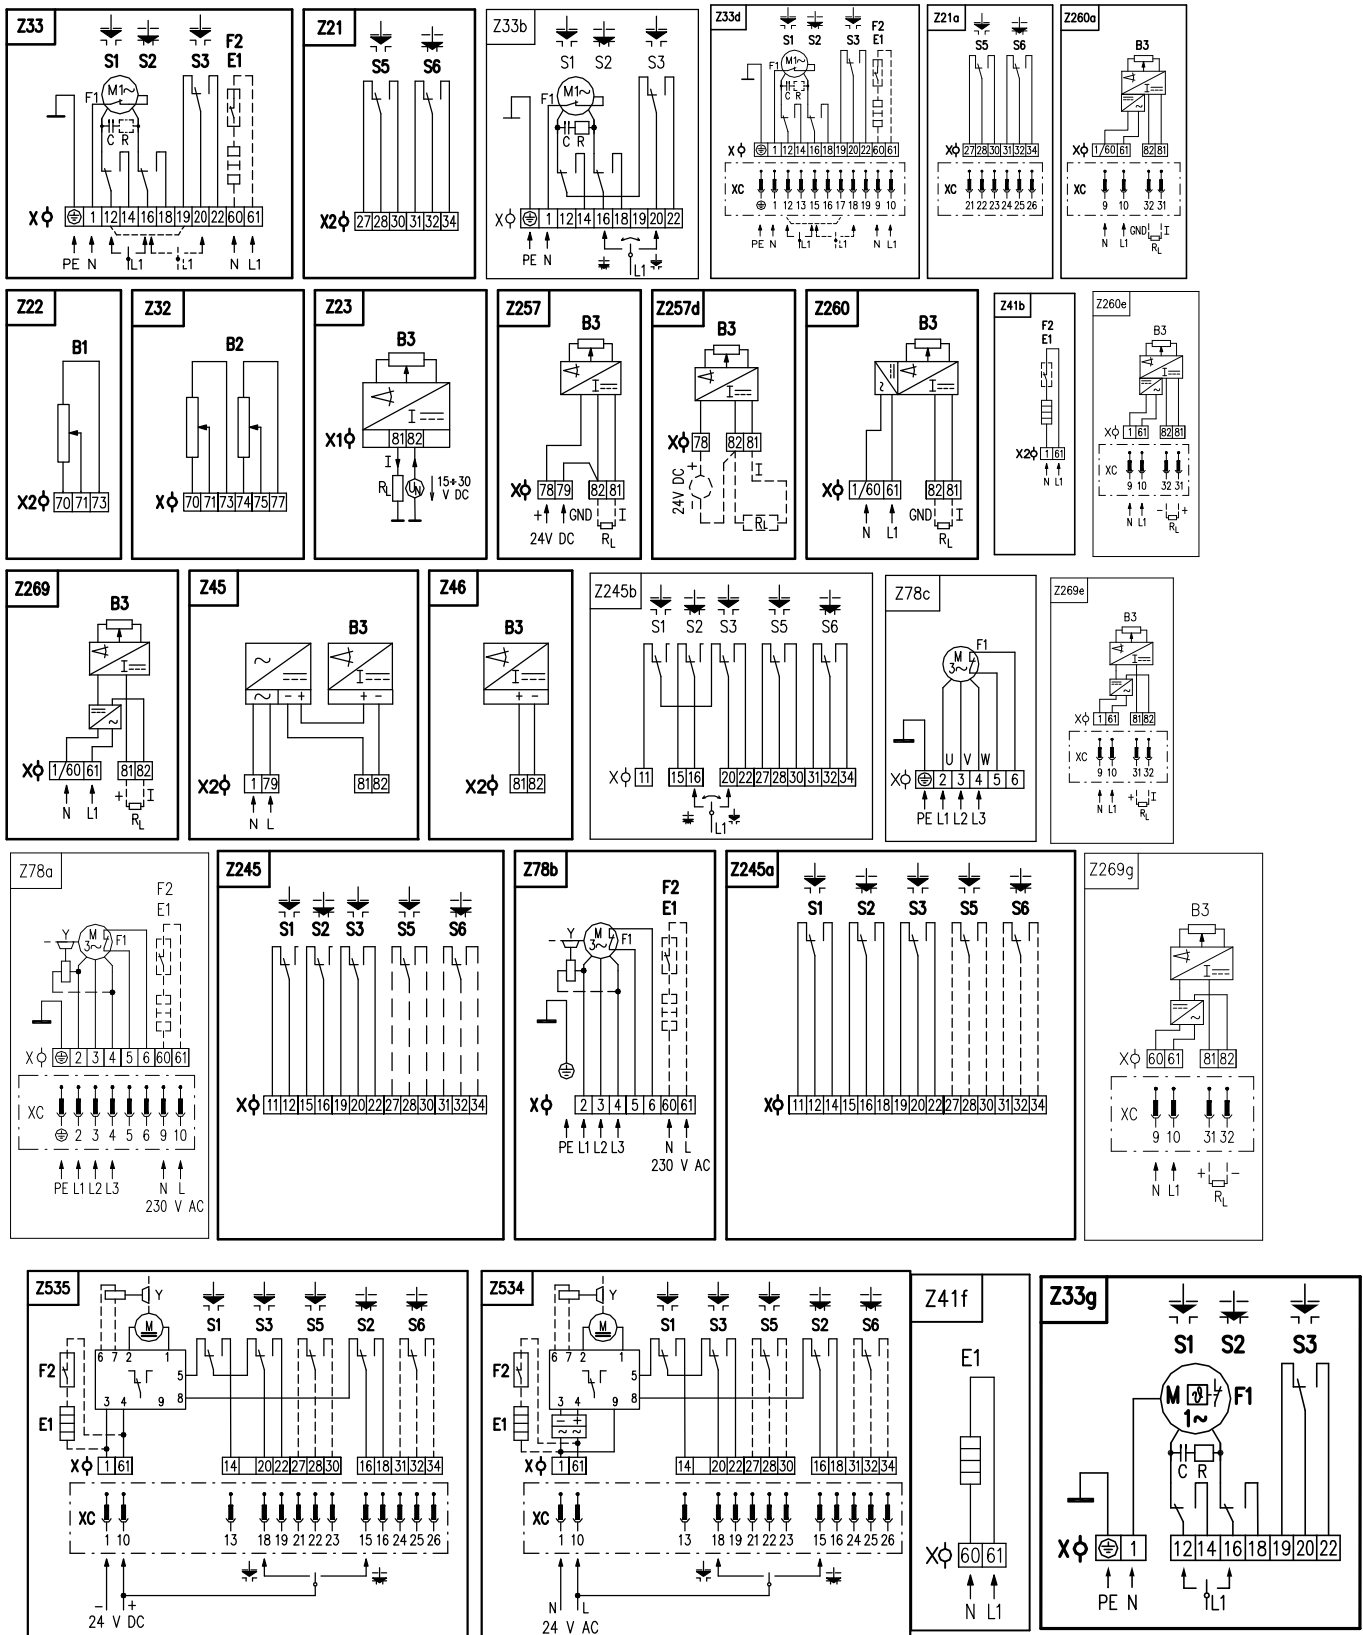 Z33
S1 S2 S3 F2
E1
F1 M1~
C R
X ⏚ 1 12 14 16 18 19 20 22 60 61
PE N L1 L1 N L1
Z21
S5 S6
X2 27 28 30 31 32 34
Z33b
S1 S2 S3
F1 M1~
C R
X ⏚ 1 12 14 16 18 19 20 22
PE N L1
Z33d
S1 S2 S3 F2
E1
F1 M1~
C R
X ⏚ 1 12 14 16 18 19 20 22 60 61
XC
⏚ 1 12 13 15 16 17 18 19 9 10
PE N L1 L1 N L1
Z21a
S5 S6
X 27 28 30 31 32 34
XC
21 22 23 24 25 26
Z260a
B3
I
X 1/60 61 82 81
XC
9 10 32 31
N L1 GND I
RL
Z22
B1
X2 70 71 73
Z32
B2
X 70 71 73 74 75 77
Z23
B3
I
X1 81 82
I
RL UN 15÷30
V DC
Z257
B3
I
X 78 79 82 81
+ GND I
24V DC RL
Z257d
B3
I
X 78 82 81
+ I
24V DC
- RL
Z260
B3
~ I
X 1/60 61 82 81
GND I
N L1 RL
Z41b
F2
E1
X2 1 61
N L1
Z260e
B3
I
~
X 1 61 82 81
XC
9 10 32 31
N L1 - +
RL
Z269
B3
I
~
X 1/60 61 81 82
+ I
N L1 RL
Z45
B3
~ I
~ - + + -
X2 1 79 81 82
N L
Z46
B3
I
+ -
X2 81 82
Z245b
S1 S2 S3 S5 S6
X 11 15 16 20 22 27 28 30 31 32 34
L1
Z78c
F1
M
3~
U V W
X ⏚ 2 3 4 5 6
PE L1 L2 L3
Z269e
B3
I
~
X 1 61 81 82
XC
9 10 31 32
N L1 + I
RL
Z78a
F2
E1
- Y M
3~ F1
X ⏚ 2 3 4 5 6 60 61
XC
⏚ 2 3 4 5 6 9 10
PE L1 L2 L3 N L
230 V AC
Z245
S1 S2 S3 S5 S6
X 11 12 15 16 19 20 22 27 28 30 31 32 34
Z78b
F2
E1
- Y M
3~ F1
⏚
X 2 3 4 5 6 60 61
PE L1 L2 L3 N L
230 V AC
Z245a
S1 S2 S3 S5 S6
X 11 12 14 15 16 18 19 20 22 27 28 30 31 32 34
Z269g
B3
I
~
X 60 61 81 82
XC
9 10 31 32
N L1 + -
RL
Z535
Y
M
S1 S3 S5 S2 S6
6 7 2 1
F2 5
8
3 4 9
E1
X 1 61 14 20 22 27 28 30 16 18 31 32 34
XC
1 10 13 18 19 21 22 23 15 16 24 25 26
- +
24 V DC
Z534
Y
M
S1 S3 S5 S2 S6
6 7 2 1
F2 5
8
3 4 9
- +
~ ~
E1
X 1 61 14 20 22 27 28 30 16 18 31 32 34
XC
1 10 13 18 19 21 22 23 15 16 24 25 26
N L
24 V AC
Z41f
E1
X 60 61
N L1
Z33g
S1 S2 S3
M ϑ F1
1~
C R
X ⏚ 1 12 14 16 18 19 20 22
PE N L1